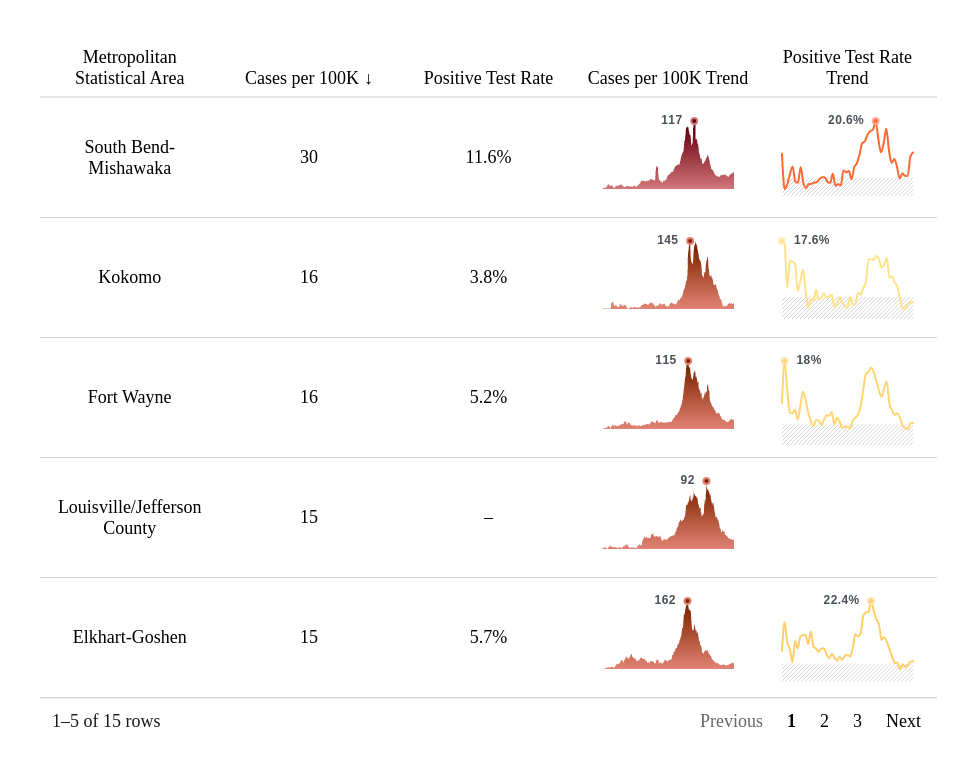 Metropolitan
Statistical Area
Cases per 100K ↓
Positive Test Rate
Cases per 100K Trend
Positive Test Rate
Trend
South Bend-
Mishawaka
30
11.6%
117
20.6%
Kokomo
16
3.8%
145
17.6%
Fort Wayne
16
5.2%
115
18%
Louisville/Jefferson
County
15
–
92
Elkhart-Goshen
15
5.7%
162
22.4%
1–5 of 15 rows
Previous 1 2 3 Next